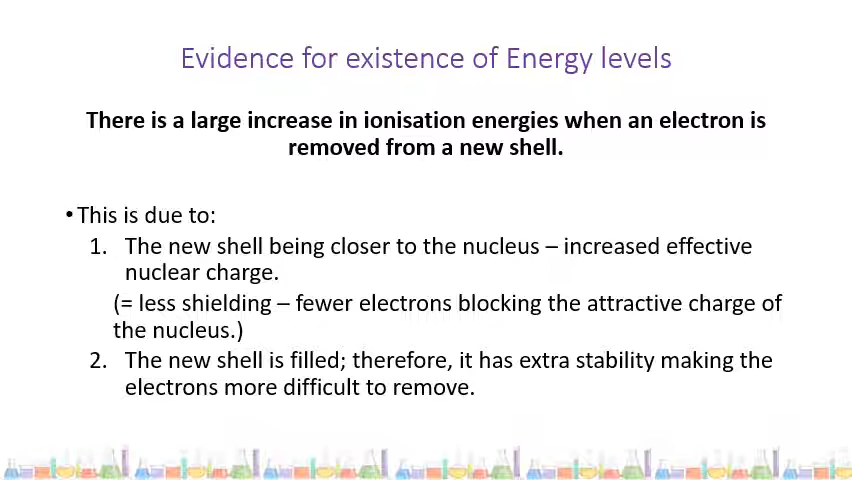 Evidence for existence of Energy levels
There is a large increase in ionisation energies when an electron is
removed from a new shell.
• This is due to:
1. The new shell being closer to the nucleus – increased effective
nuclear charge.
(= less shielding – fewer electrons blocking the attractive charge of
the nucleus.)
2. The new shell is filled; therefore, it has extra stability making the
electrons more difficult to remove.